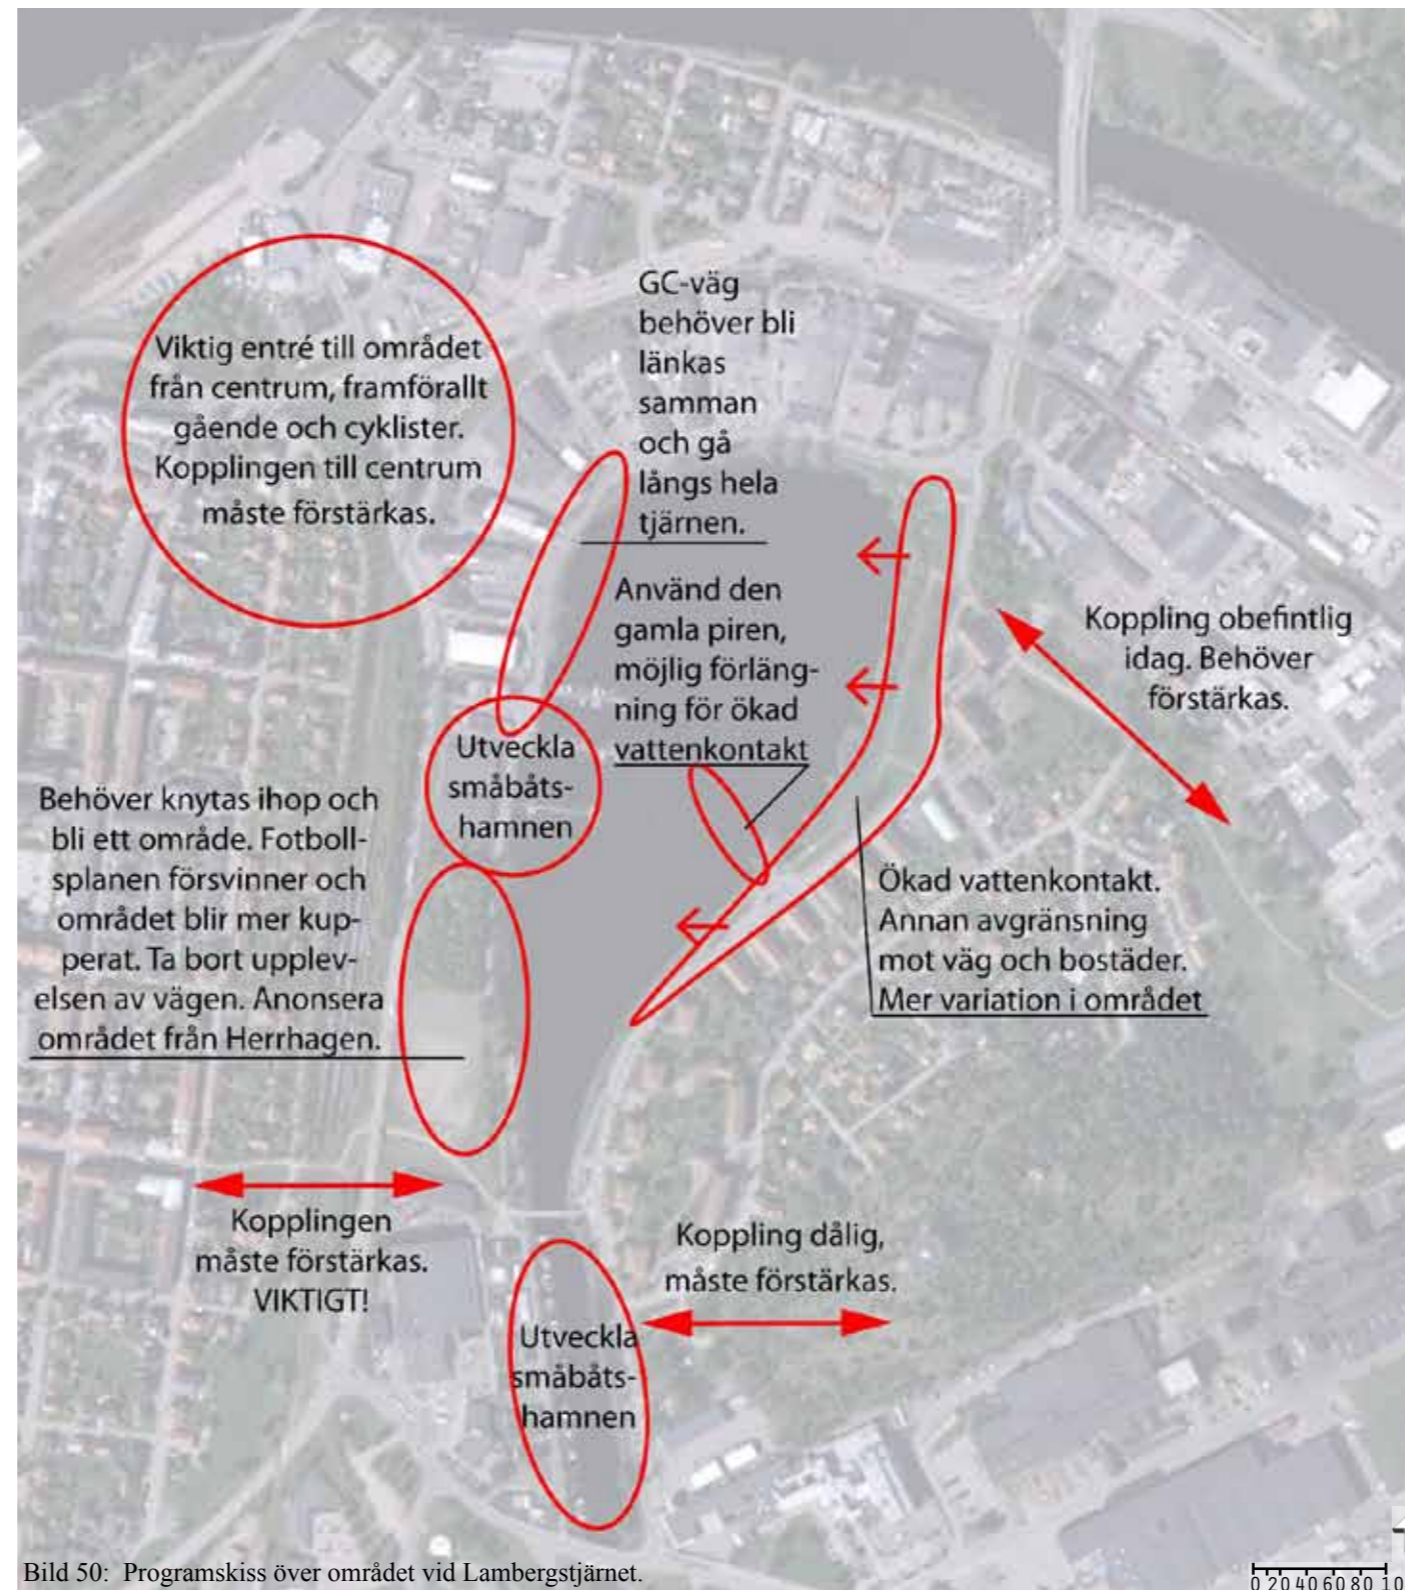 Viktig entré till området
från centrum, framförallt
gående och cyklister.
Kopplingen till centrum
måste förstärkas.
GC-väg
behöver bli
länkas
samman
och gå
långs hela
tjärnen.
Använd den
gamla piren,
möjlig förläng-
ning för ökad
vattenkontakt
Koppling obefintlig
idag. Behöver
förstärkas.
Utveckla
småbåts-
hamnen
Behöver knytas ihop och
bli ett område. Fotboll-
splanen försvinner och
området blir mer kup-
perat. Ta bort upplev-
elsen av vägen. Anonsera
området från Herrhagen.
Ökad vattenkontakt.
Annan avgränsning
mot väg och bostäder.
Mer variation i området
Kopplingen
måste förstärkas.
VIKTIGT!
Koppling dålig,
måste förstärkas.
Utveckla
småbåts-
hamnen
Bild 50: Programskiss över området vid Lambergstjärnet.
0 20 40 60 80